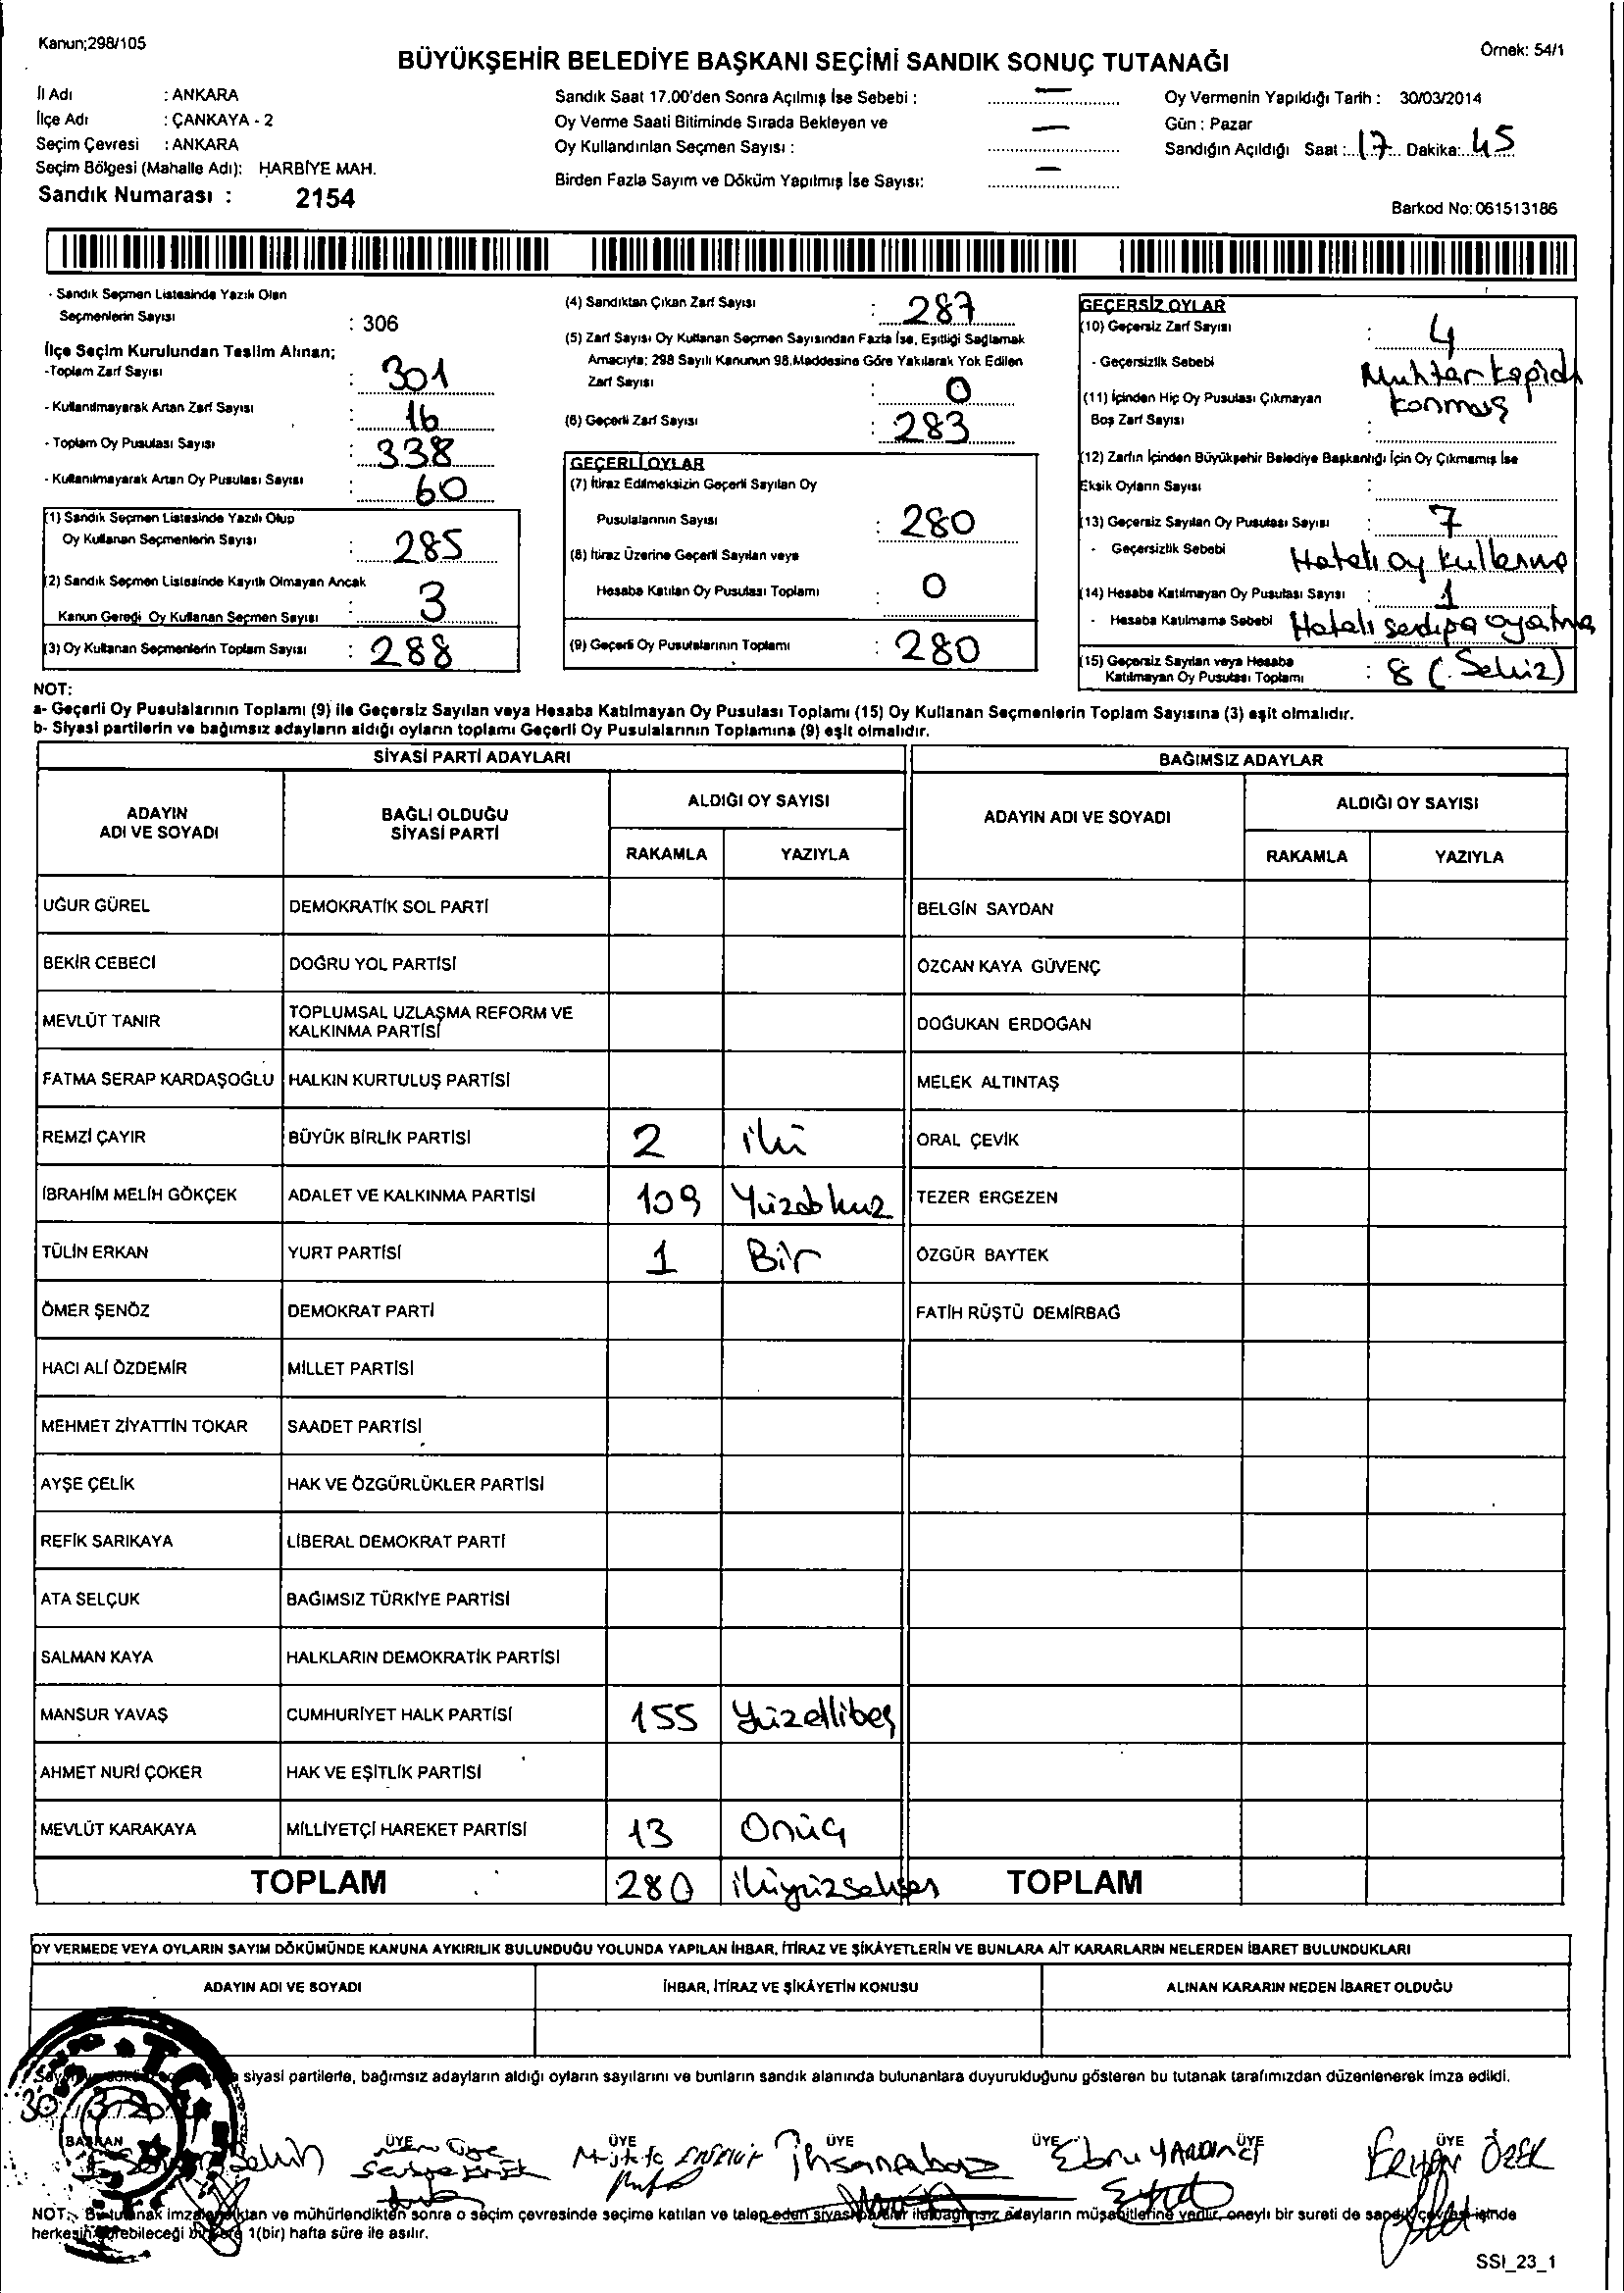 Kanun;298/105
Örnek: 54/1
BÜYÜKŞEHİR BELEDİYE BAŞKANI SEÇİMİ SANDIK SONUÇ TUTANAĞI
İl Adı : ANKARA
İlçe Adı : ÇANKAYA - 2
Seçim Çevresi : ANKARA
Seçim Bölgesi (Mahalle Adı): HARBİYE MAH.
Sandık Numarası : 2154
Sandık Saat 17.00'den Sonra Açılmış İse Sebebi : —
Oy Verme Saati Bitiminde Sırada Bekleyen ve
Oy Kullandırılan Seçmen Sayısı : —
Birden Fazla Sayım ve Döküm Yapılmış İse Sayısı: —
Oy Vermenin Yapıldığı Tarih : 30/03/2014
Gün : Pazar
Sandığın Açıldığı Saat : 17 Dakika: 45
Barkod No: 061513186
- Sandık Seçmen Listesinde Yazılı Olan
Seçmenlerin Sayısı : 306
İlçe Seçim Kurulundan Teslim Alınan;
-Toplam Zarf Sayısı : 301
- Kullanılmayarak Artan Zarf Sayısı : 16
- Toplam Oy Pusulası Sayısı : 338
- Kullanılmayarak Artan Oy Pusulası Sayısı : 60
(1) Sandık Seçmen Listesinde Yazılı Olup
Oy Kullanan Seçmenlerin Sayısı : 285
(2) Sandık Seçmen Listesinde Kayıtlı Olmayan Ancak
Kanun Gereği Oy Kullanan Seçmen Sayısı : 3
(3) Oy Kullanan Seçmenlerin Toplam Sayısı : 288
(4) Sandıktan Çıkan Zarf Sayısı : 287
(5) Zarf Sayısı Oy Kullanan Seçmen Sayısından Fazla İse, Eşitliği Sağlamak
Amacıyla; 298 Sayılı Kanunun 98.Maddesine Göre Yakılarak Yok Edilen
Zarf Sayısı : 0
(6) Geçerli Zarf Sayısı : 283
GEÇERLİ OYLAR
(7) İtiraz Edilmeksizin Geçerli Sayılan Oy
Pusulalarının Sayısı : 280
(8) İtiraz Üzerine Geçerli Sayılan veya
Hesaba Katılan Oy Pusulası Toplamı : 0
(9) Geçerli Oy Pusulalarının Toplamı : 280
GEÇERSİZ OYLAR
(10) Geçersiz Zarf Sayısı : 4
- Geçersizlik Sebebi Muhtar
konmuş
(11) İçinden Hiç Oy Pusulası Çıkmayan
Boş Zarf Sayısı :
(12) Zarfın İçinden Büyükşehir Belediye Başkanlığı İçin Oy Çıkmamış İse
Eksik Oyların Sayısı :
(13) Geçersiz Sayılan Oy Pusulası Sayısı : 7
- Geçersizlik Sebebi Hatalı oy kullanma
(14) Hesaba Katılmayan Oy Pusulası Sayısı : 1
- Hesaba Katılmama Sebebi Hatalı
(15) Geçersiz Sayılan veya Hesaba
Katılmayan Oy Pusulası Toplamı : 8 (Sekiz)
NOT:
a- Geçerli Oy Pusulalarının Toplamı (9) ile Geçersiz Sayılan veya Hesaba Katılmayan Oy Pusulası Toplamı (15) Oy Kullanan Seçmenlerin Toplam Sayısına (3) eşit olmalıdır.
b- Siyasi partilerin ve bağımsız adayların aldığı oyların toplamı Geçerli Oy Pusulalarının Toplamına (9) eşit olmalıdır.
SİYASİ PARTİ ADAYLARI
BAĞIMSIZ ADAYLAR
ADAYIN
ADI VE SOYADI
BAĞLI OLDUĞU
SİYASİ PARTİ
ALDIĞI OY SAYISI
RAKAMLA YAZIYLA
ADAYIN ADI VE SOYADI
ALDIĞI OY SAYISI
RAKAMLA YAZIYLA
UĞUR GÜREL DEMOKRATİK SOL PARTİ BELGİN SAYDAN
BEKİR CEBECİ DOĞRU YOL PARTİSİ ÖZCAN KAYA GÜVENÇ
MEVLÜT TANIR TOPLUMSAL UZLAŞMA REFORM VE
KALKINMA PARTİSİ DOĞUKAN ERDOĞAN
FATMA SERAP KARDAŞOĞLU HALKIN KURTULUŞ PARTİSİ MELEK ALTINTAŞ
REMZİ ÇAYIR BÜYÜK BİRLİK PARTİSİ 2 iki ORAL ÇEVİK
İBRAHİM MELİH GÖKÇEK ADALET VE KALKINMA PARTİSİ 109 Yüzdokuz TEZER ERGEZEN
TÜLİN ERKAN YURT PARTİSİ 1 Bir ÖZGÜR BAYTEK
ÖMER ŞENÖZ DEMOKRAT PARTİ FATİH RÜŞTÜ DEMİRBAĞ
HACI ALİ ÖZDEMİR MİLLET PARTİSİ
MEHMET ZİYATTİN TOKAR SAADET PARTİSİ
AYŞE ÇELİK HAK VE ÖZGÜRLÜKLER PARTİSİ
REFİK SARIKAYA LİBERAL DEMOKRAT PARTİ
ATA SELÇUK BAĞIMSIZ TÜRKİYE PARTİSİ
SALMAN KAYA HALKLARIN DEMOKRATİK PARTİSİ
MANSUR YAVAŞ CUMHURİYET HALK PARTİSİ 155 Yüzellibeş
AHMET NURİ ÇOKER HAK VE EŞİTLİK PARTİSİ
MEVLÜT KARAKAYA MİLLİYETÇİ HAREKET PARTİSİ 13 Onüç
TOPLAM 280 ikiyüzseksen TOPLAM
OY VERMEDE VEYA OYLARIN SAYIM DÖKÜMÜNDE KANUNA AYKIRILIK BULUNDUĞU YOLUNDA YAPILAN İHBAR, İTİRAZ VE ŞİKÂYETLERİN VE BUNLARA AİT KARARLARIN NELERDEN İBARET BULUNDUKLARI
ADAYIN ADI VE SOYADI İHBAR, İTİRAZ VE ŞİKÂYETİN KONUSU ALINAN KARARIN NEDEN İBARET OLDUĞU
siyasi partilerle, bağımsız adayların aldığı oyların sayılarını ve bunların sandık alanında bulunanlara duyurulduğunu gösteren bu tutanak tarafımızdan düzenlenerek imza edildi.
BAŞKAN ÜYE ÜYE ÜYE ÜYE ÜYE ÜYE
Ebru YARDIMCI
ÖZEK
NOT: Bu tutanak imzalandıktan ve mühürlendikten sonra o seçim çevresinde seçime katılan ve talep eden siyasi partiler ile bağımsız adayların müşahitlerine verilir, onaylı bir sureti de sandık çevresinde
herkesin görebileceği bir yere 1(bir) hafta süre ile asılır.
SSI_23_1